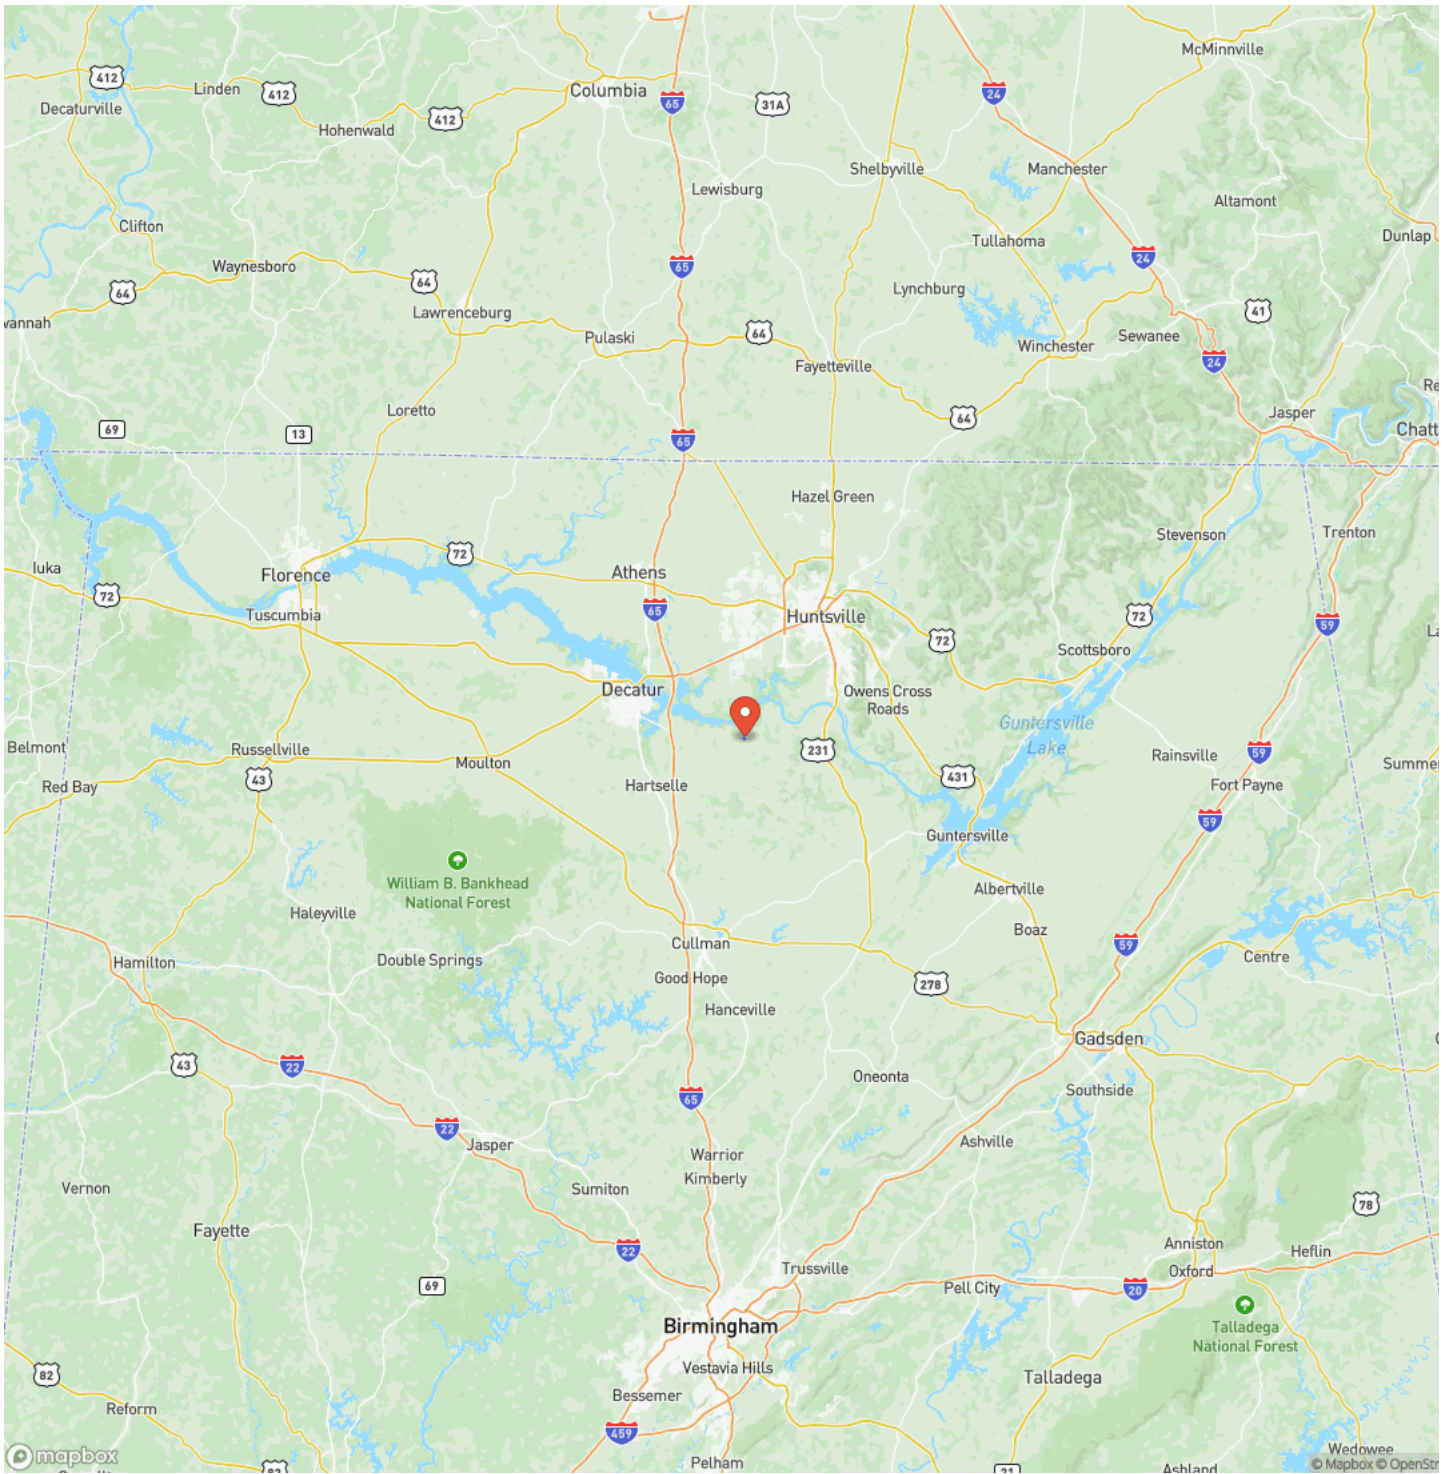 McMinnville
412
Linden
412
Decaturville
Columbia
65
31A
24
412
Hohenwald
Shelbyville
Manchester
Lewisburg
Altamont
Clifton
Dunlap
Tullahoma
65
24
Waynesboro
64
64
Lynchburg
Lawrenceburg
41
vannah
64
Pulaski
Sewanee
Winchester
Fayetteville
24
Re
Loretto
64
Jasper
69
13
65
Chatt
Hazel Green
Stevenson
Trenton
72
Iuka
Florence
Athens
72
65
Tuscumbia
Huntsville
72
59
La
72
Scottsboro
Decatur
Owens Cross
Roads
Guntersville
Lake
Belmont
Russellville
231
59
Rainsville
Moulton
Summer
43
431
Red Bay
Hartselle
Fort Payne
59
Guntersville
William B. Bankhead
National Forest
Albertville
Haleyville
Boaz
Cullman
59
Hamilton
Double Springs
Centre
Good Hope
278
Hanceville
Gadsden
43
22
Oneonta
Southside
65
22
Jasper
Ashville
Warrior
Kimberly
Vernon
Sumiton
78
Fayette
Anniston
22
Heflin
Trussville
Oxford
69
Pell City
20
Birmingham
Talladega
National Forest
Vestavia Hills
82
Talladega
Bessemer
Reform
459
mapbox
Wedowee
Pelham
82
21
Ashland
© Mapbox © OpenStr